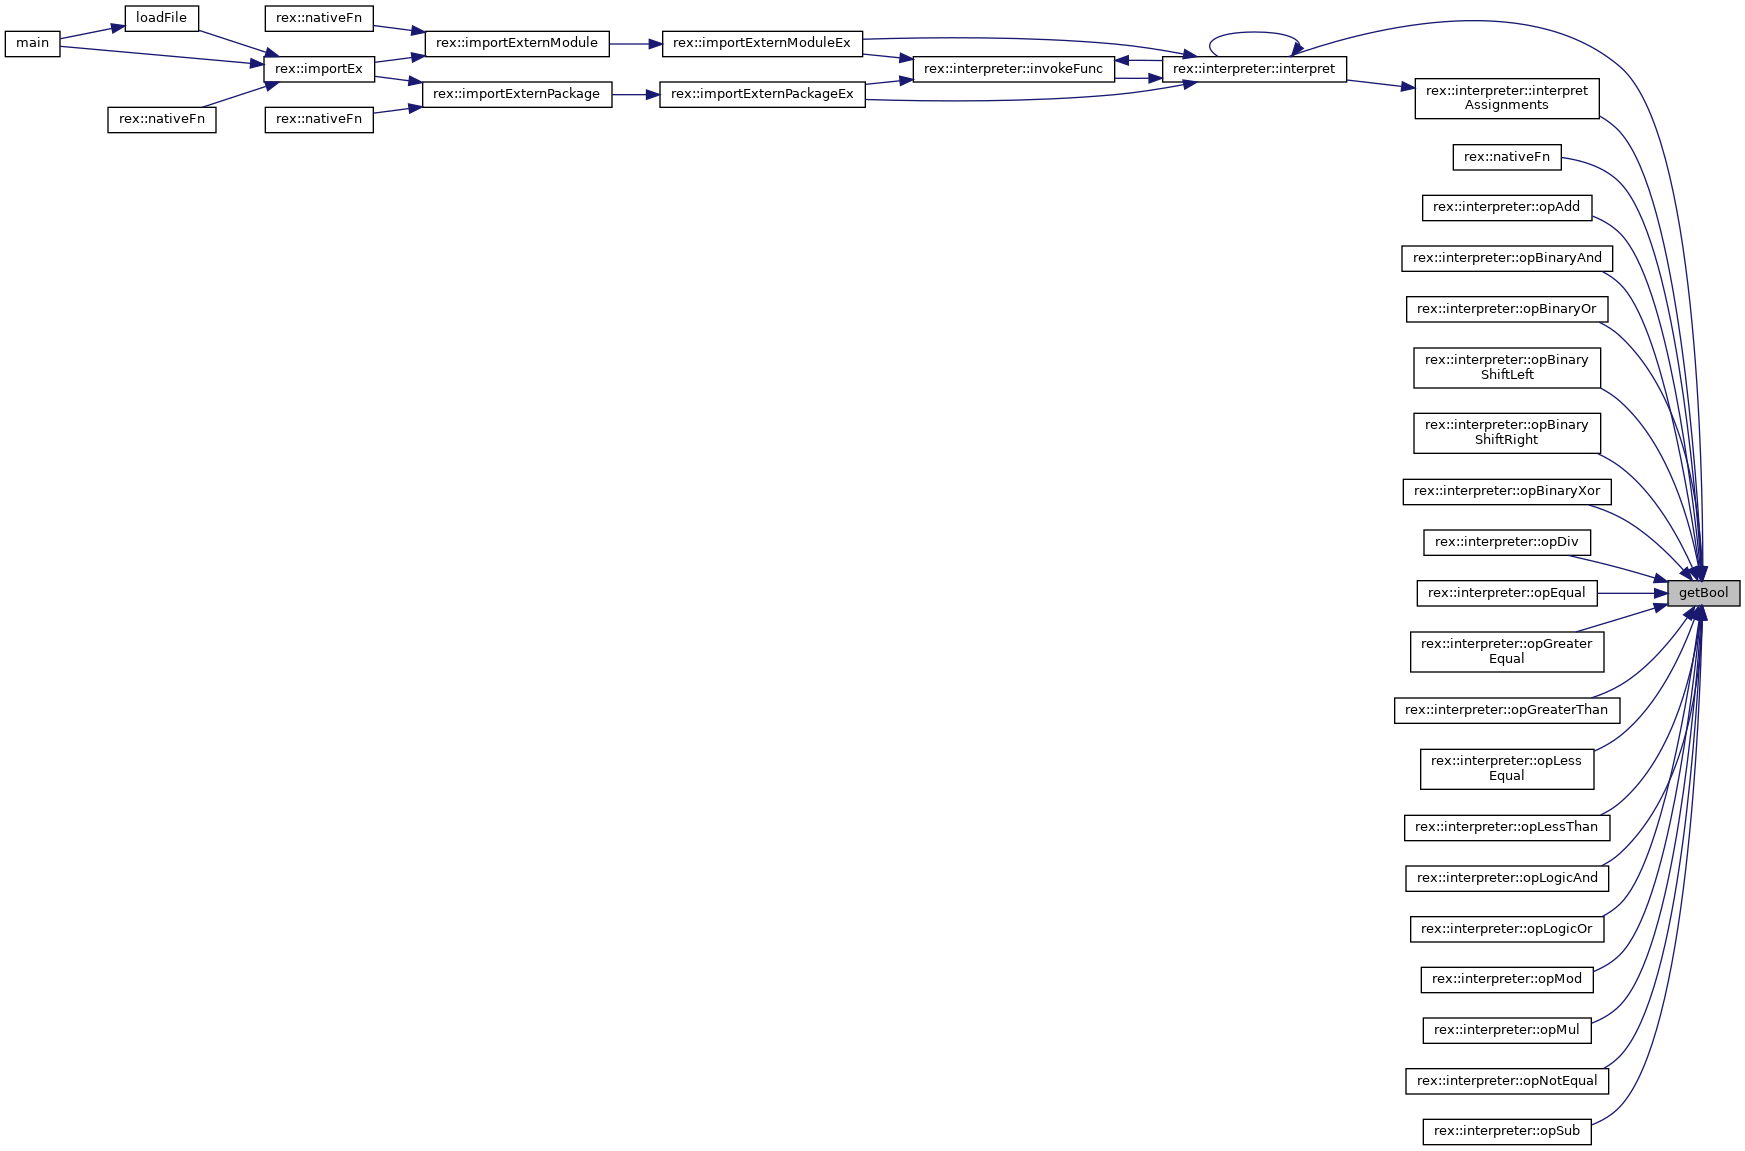 main
loadFile
rex::importEx
rex::nativeFn
rex::nativeFn
rex::importExternModule
rex::importExternPackage
rex::nativeFn
rex::importExternModuleEx
rex::importExternPackageEx
rex::interpreter::invokeFunc
rex::interpreter::interpret
rex::interpreter::interpret
Assignments
rex::nativeFn
rex::interpreter::opAdd
rex::interpreter::opBinaryAnd
rex::interpreter::opBinaryOr
rex::interpreter::opBinary
ShiftLeft
rex::interpreter::opBinary
ShiftRight
rex::interpreter::opBinaryXor
rex::interpreter::opDiv
rex::interpreter::opEqual
getBool
rex::interpreter::opGreater
Equal
rex::interpreter::opGreaterThan
rex::interpreter::opLess
Equal
rex::interpreter::opLessThan
rex::interpreter::opLogicAnd
rex::interpreter::opLogicOr
rex::interpreter::opMod
rex::interpreter::opMul
rex::interpreter::opNotEqual
rex::interpreter::opSub